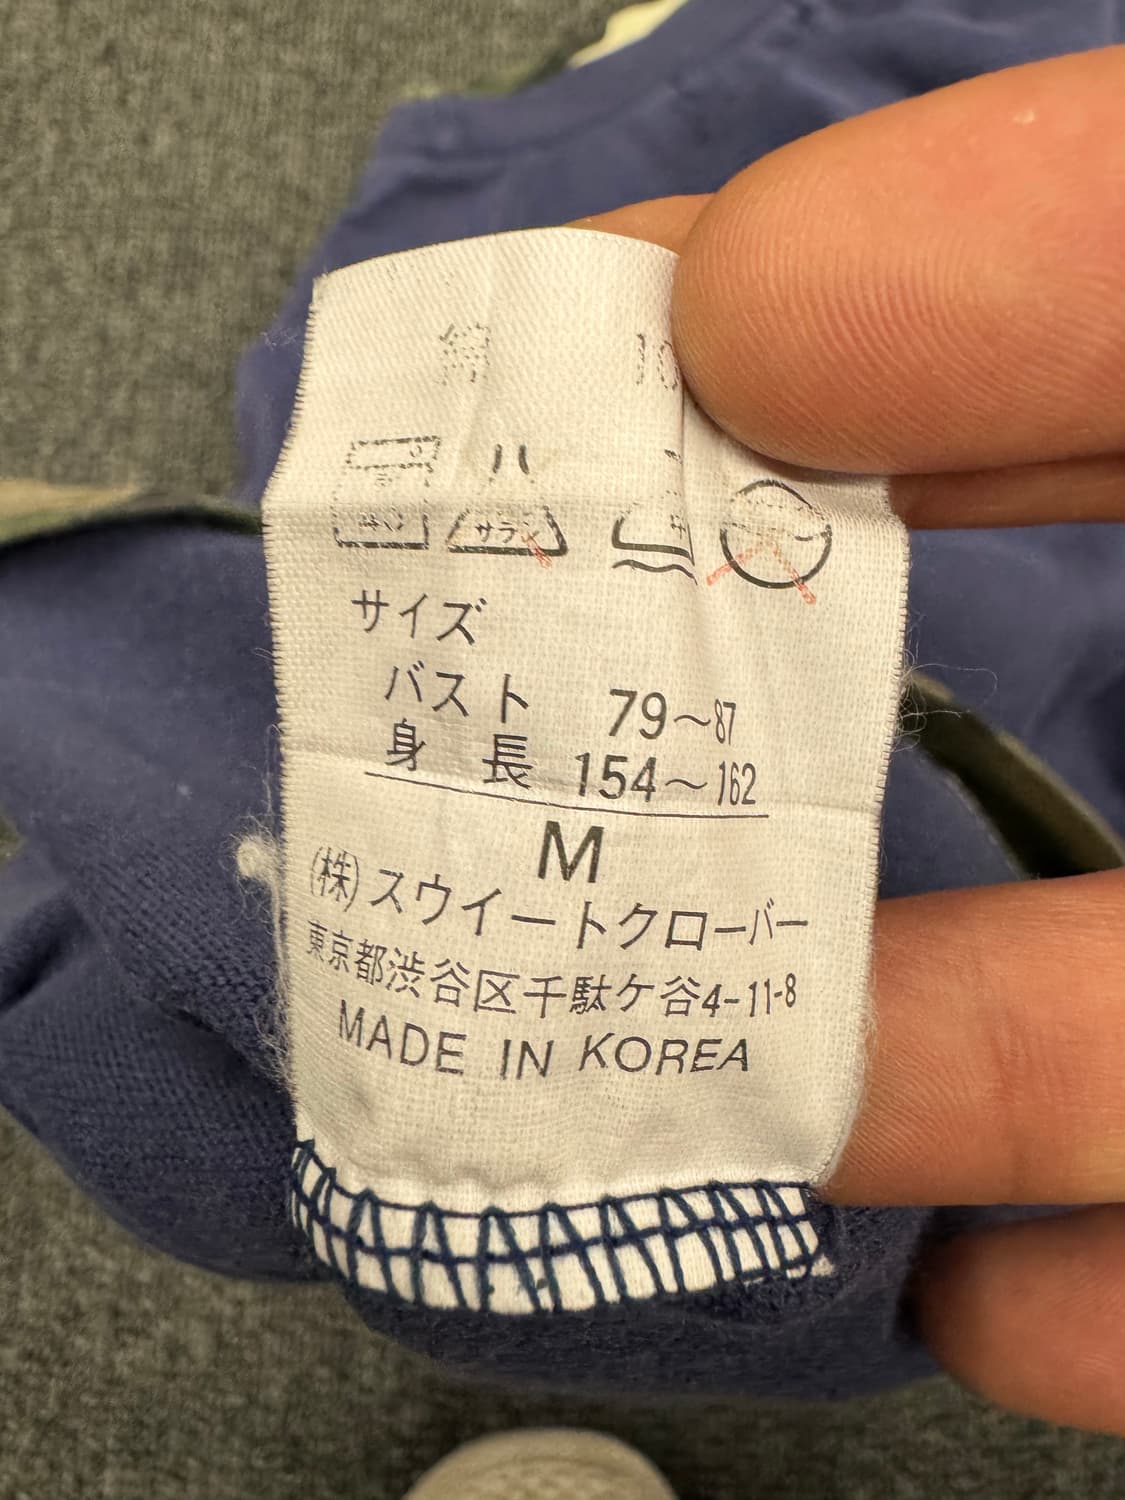 綿 10
サイズ
バスト 79～87
身長 154～162
M
(株)スウイートクローバー
東京都渋谷区千駄ケ谷4-11-8
MADE IN KOREA